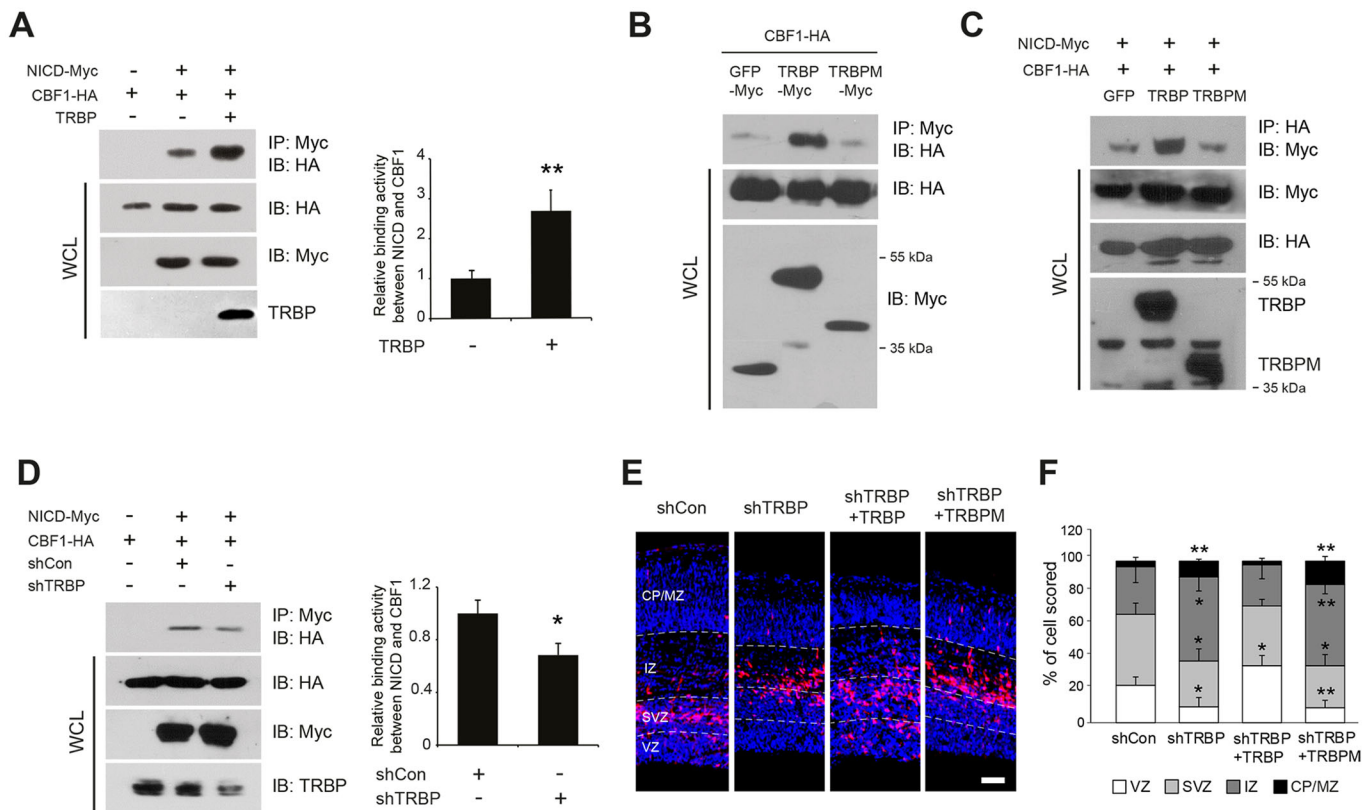 A
NICD-Myc - + +
CBF1-HA + + +
TRBP - - +
IP: Myc
IB: HA
IB: HA
IB: Myc
TRBP
WCL
Relative binding activity
between NICD and CBF1
5
4
3
2
1
0
**
TRBP - +
B
CBF1-HA
GFP TRBP TRBPM
-Myc -Myc -Myc
IP: Myc
IB: HA
IB: HA
- 55 kDa
IB: Myc
- 35 kDa
WCL
C
NICD-Myc + + +
CBF1-HA + + +
GFP TRBP TRBPM
IP: HA
IB: Myc
IB: Myc
IB: HA
- 55 kDa
TRBP
TRBPM
- 35 kDa
WCL
D
NICD-Myc - + +
CBF1-HA + + +
shCon - + -
shTRBP - - +
IP: Myc
IB: HA
IB: HA
IB: Myc
IB: TRBP
WCL
Relative binding activity
between NICD and CBF1
1.2
0.8
0.4
0
*
shCon + -
shTRBP - +
E
shCon shTRBP shTRBP +TRBP shTRBP +TRBPM
CP/MZ
IZ
SVZ
VZ
F
% of cell scored
120
100
80
60
40
20
0
** **
* **
* * *
* **
shCon shTRBP shTRBP +TRBP shTRBP +TRBPM
VZ SVZ IZ CP/MZ